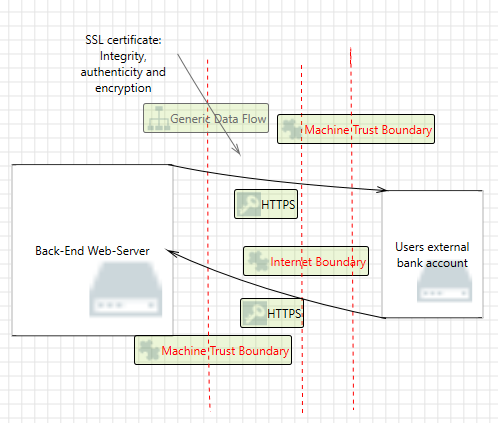 SSL certificate:
Integrity,
authenticity and
encryption
Generic Data Flow
Machine Trust Boundary
HTTPS
Back-End Web-Server
Users external
bank account
Internet Boundary
HTTPS
Machine Trust Boundary